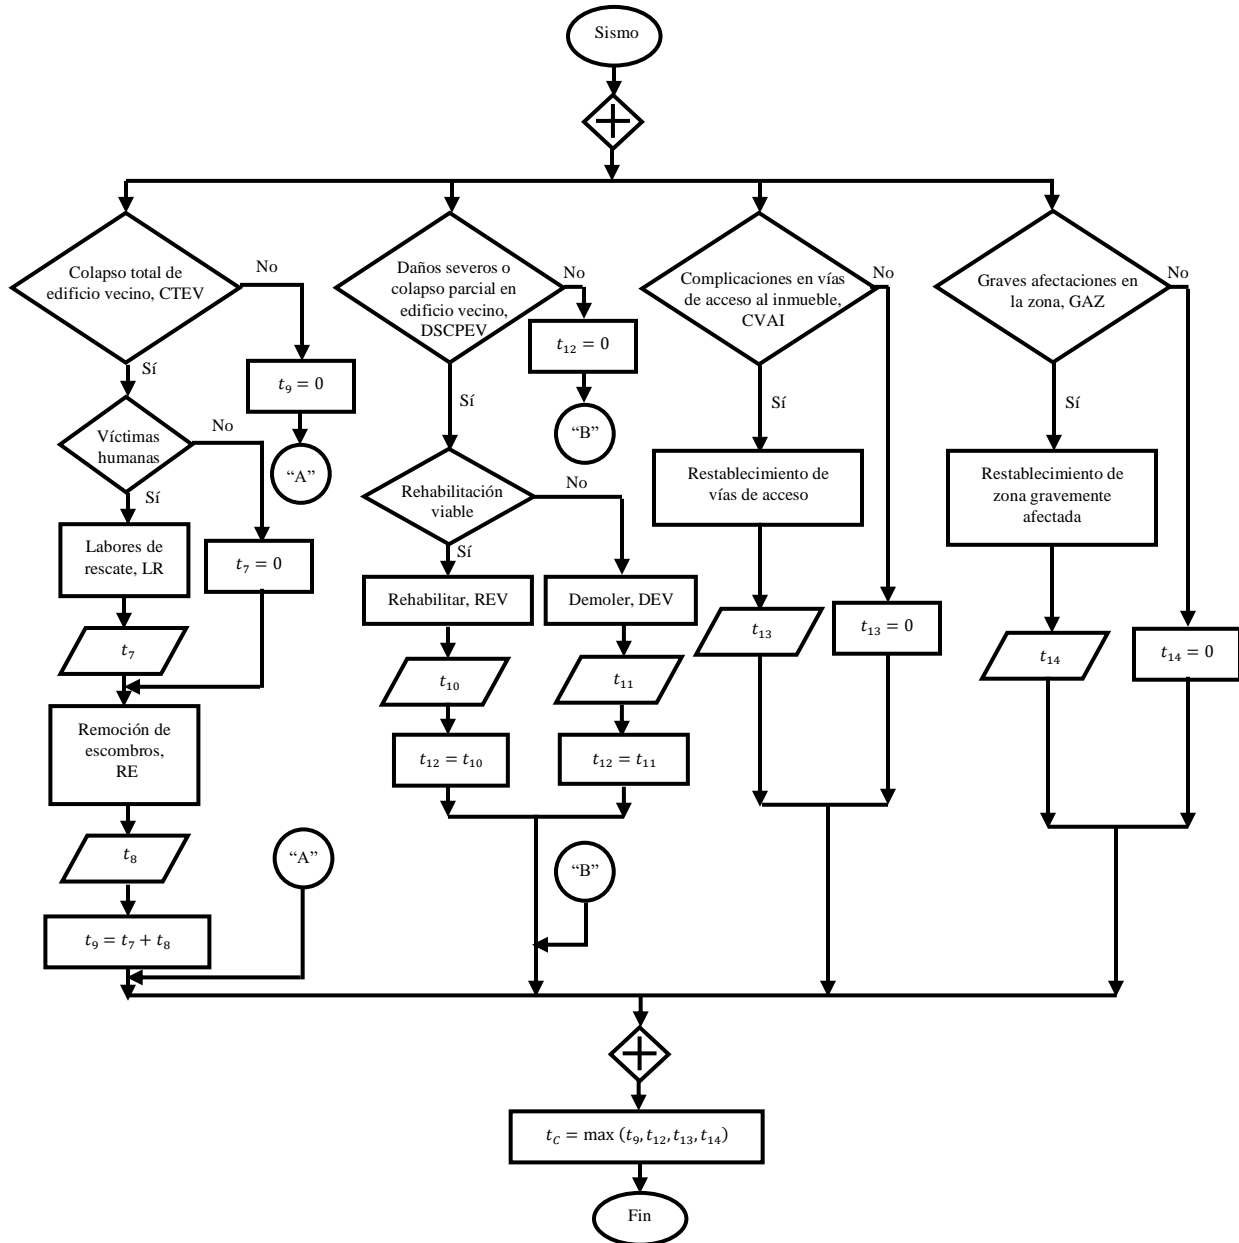 Sismo
Colapso total de
edificio vecino, CTEV
No
Sí
t₉ = 0
"A"
Víctimas
humanas
No
Sí
Labores de
rescate, LR
t₇ = 0
t₇
Remoción de
escombros,
RE
t₈
"A"
t₉ = t₇ + t₈
Daños severos o
colapso parcial en
edificio vecino,
DSCPEV
No
Sí
t₁₂ = 0
“B”
Rehabilitación
viable
No
Sí
Rehabilitar, REV
Demoler, DEV
t₁₀
t₁₁
t₁₂ = t₁₀
t₁₂ = t₁₁
“B”
Complicaciones en vías
de acceso al inmueble,
CVAI
No
Sí
Restablecimiento de
vías de acceso
t₁₃
t₁₃ = 0
Graves afectaciones en
la zona, GAZ
No
Sí
Restablecimiento de
zona gravemente
afectada
t₁₄
t₁₄ = 0
t_C = max (t₉, t₁₂, t₁₃, t₁₄)
Fin